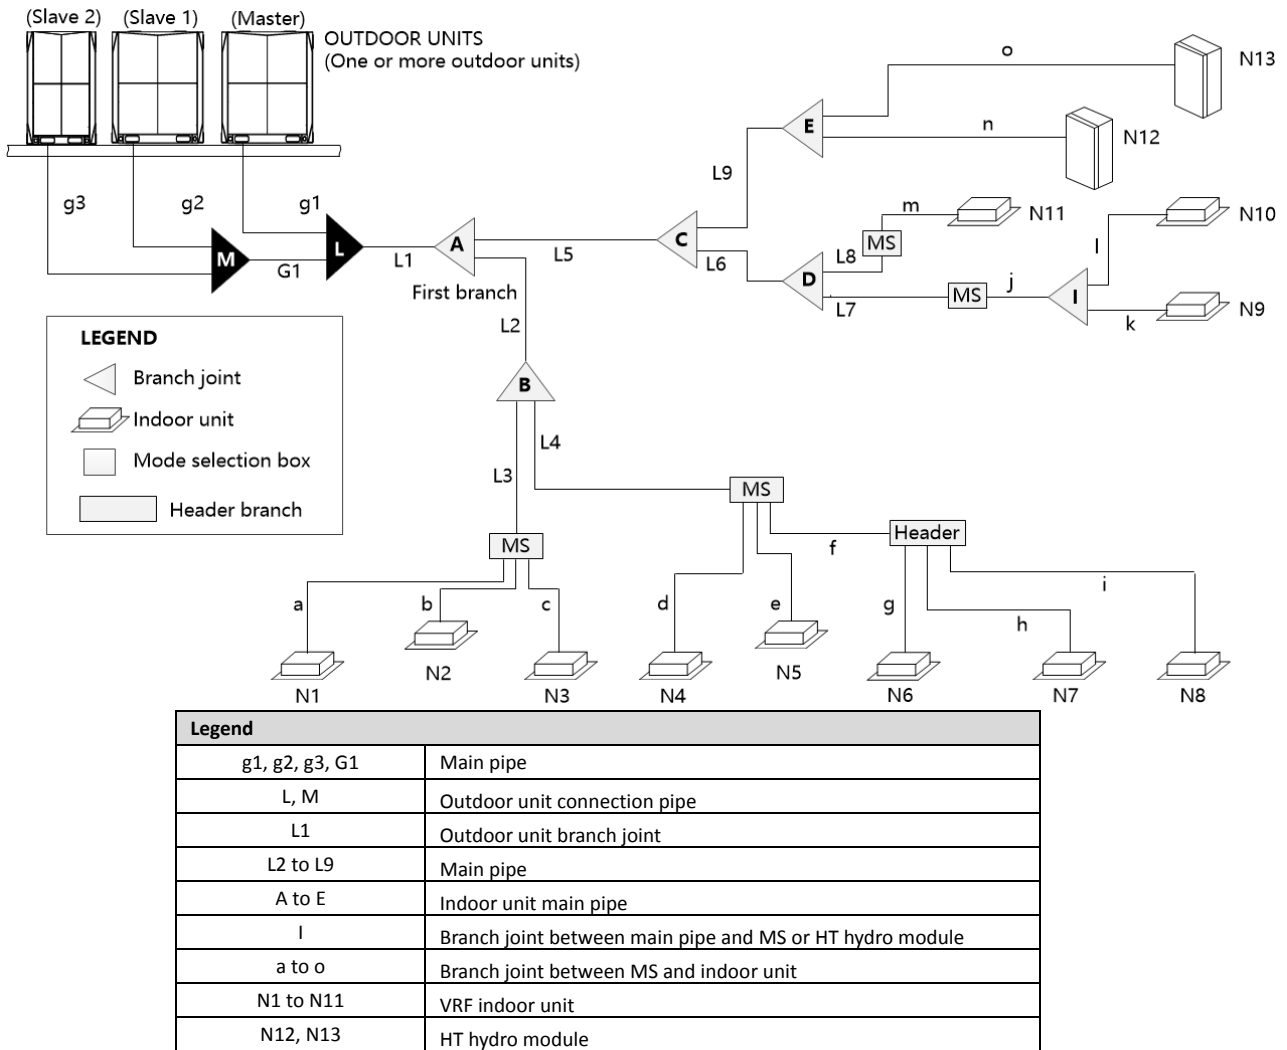 (Slave 2) (Slave 1) (Master)
OUTDOOR UNITS
(One or more outdoor units)
o
N13
n
N12
E
L9
g3
g2
g1
m
N11
N10
MS
L8
l
M
G1
L
L1
A
L5
C
L6
D
First branch
L7
MS
j
I
k
N9
L2
LEGEND
Branch joint
Indoor unit
Mode selection box
Header branch
B
L4
L3
MS
MS
f
Header
a
b
c
d
e
g
h
i
N1
N2
N3
N4
N5
N6
N7
N8
Legend
g1, g2, g3, G1 Main pipe
L, M Outdoor unit connection pipe
L1 Outdoor unit branch joint
L2 to L9 Main pipe
A to E Indoor unit main pipe
I Branch joint between main pipe and MS or HT hydro module
a to o Branch joint between MS and indoor unit
N1 to N11 VRF indoor unit
N12, N13 HT hydro module